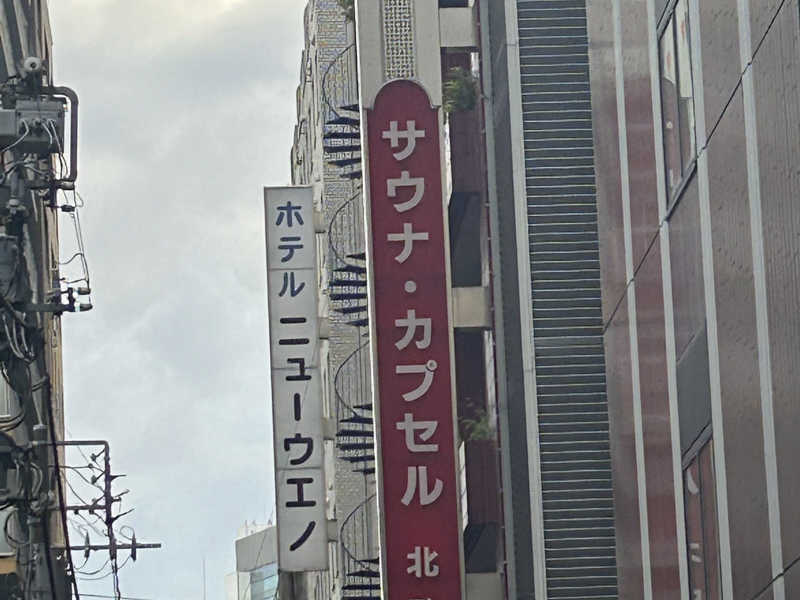 ホテル ニューウエノ
サウナ・カプセル 北